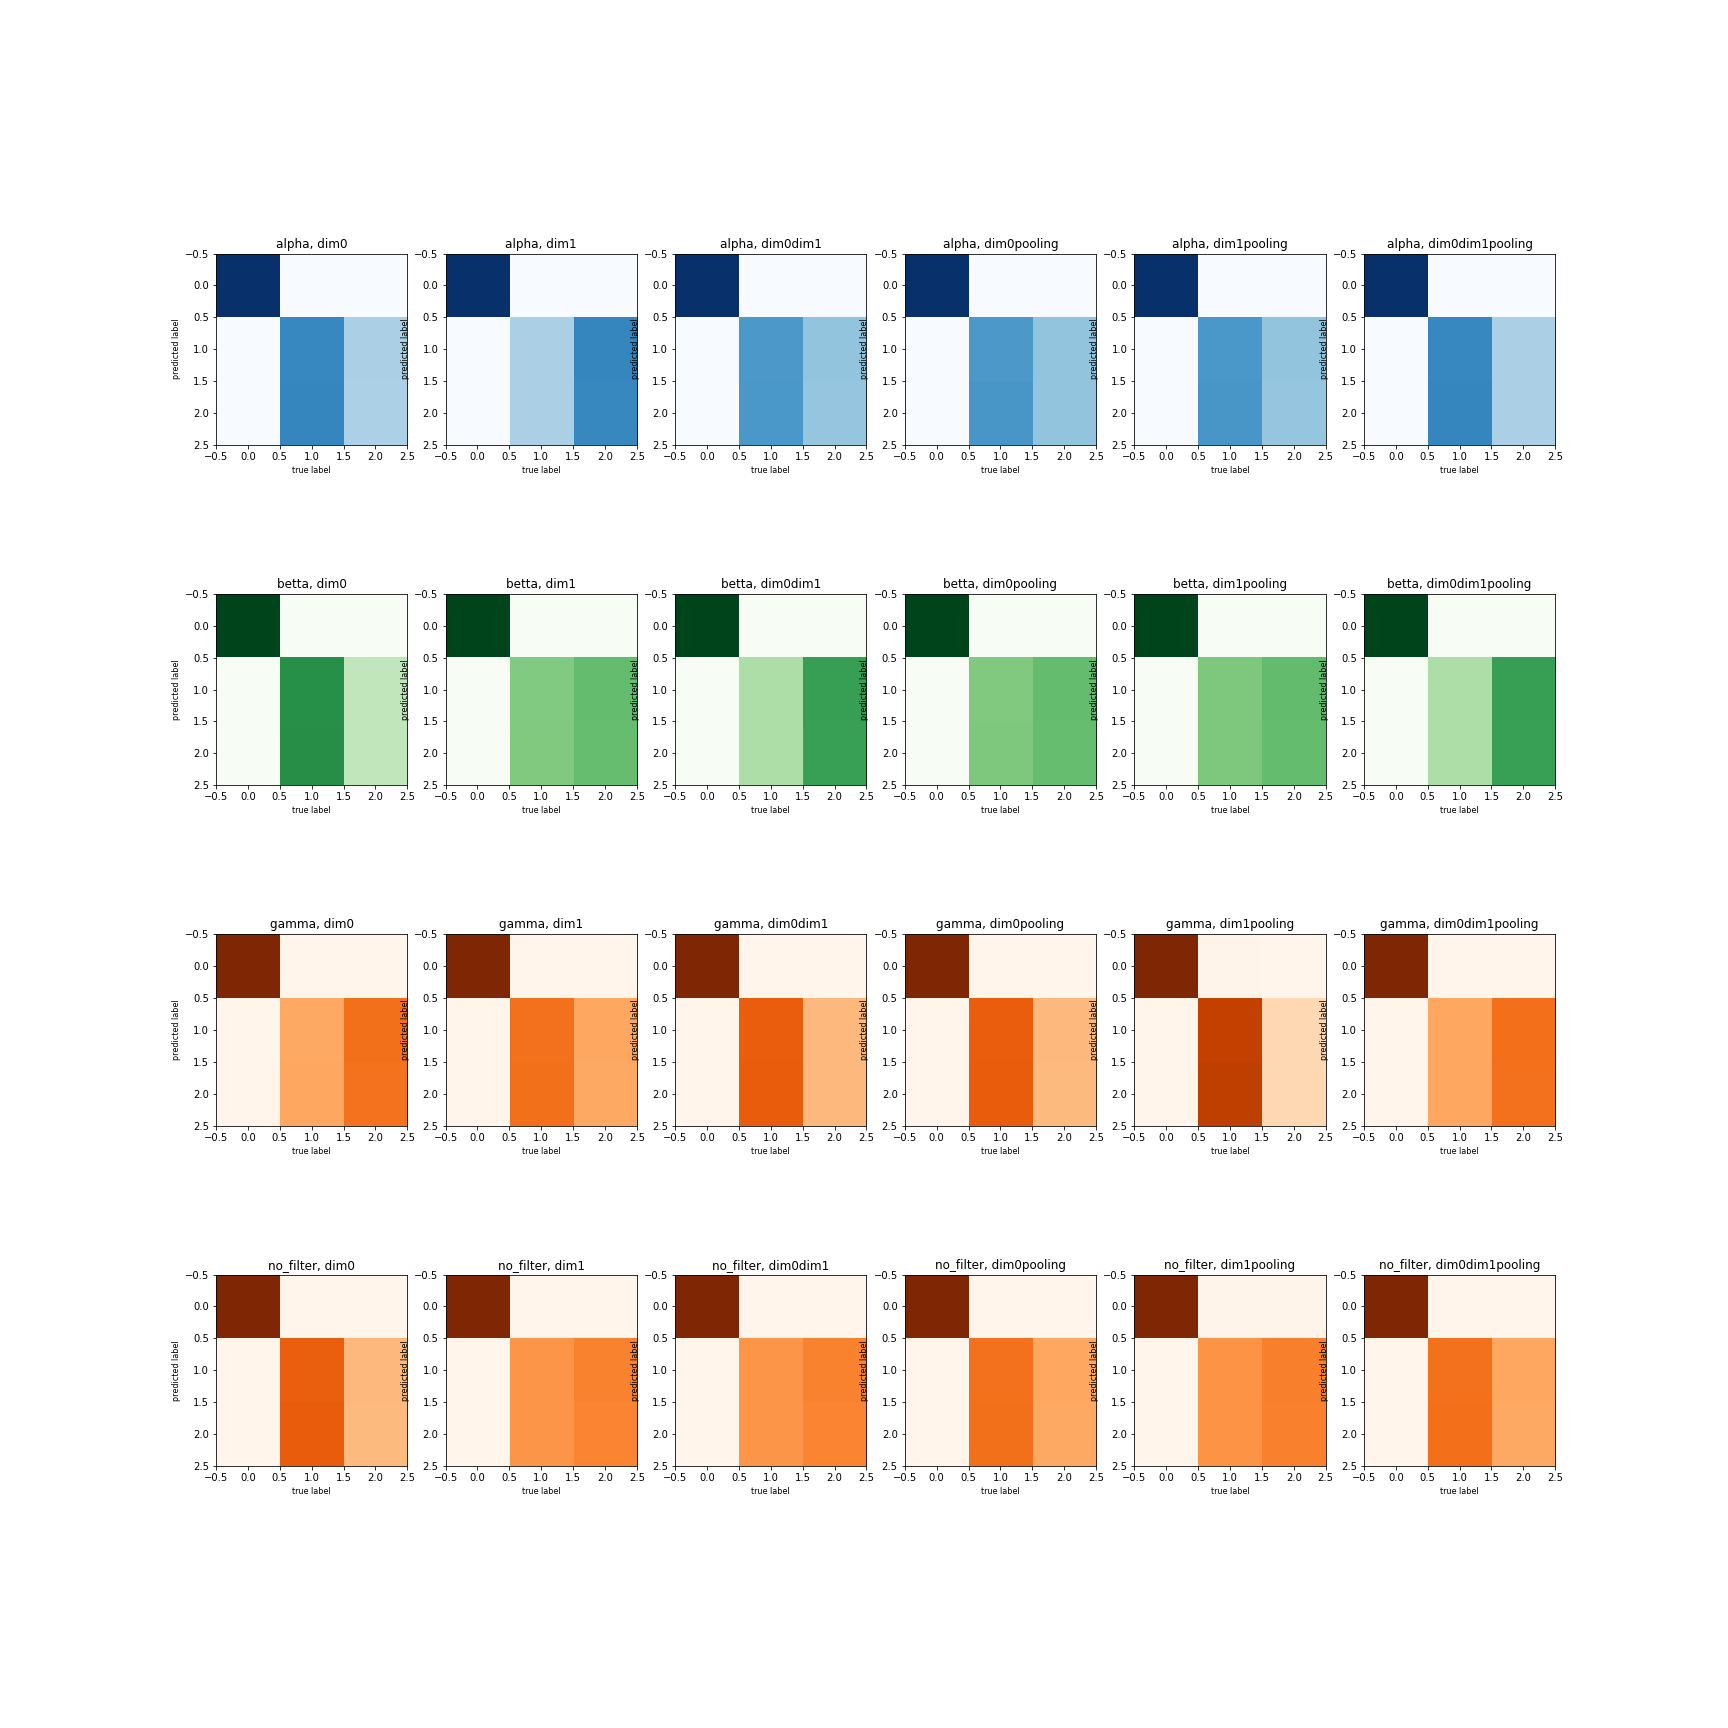 alpha, dim0 alpha, dim1 alpha, dim0dim1 alpha, dim0pooling alpha, dim1pooling alpha, dim0dim1pooling
−0.5 −0.5 −0.5 −0.5 −0.5 −0.5
0.0 0.0 0.0 0.0 0.0 0.0
0.5 0.5 0.5 0.5 0.5 0.5
predicted label predicted label predicted label predicted label predicted label predicted label
1.0 1.0 1.0 1.0 1.0 1.0
1.5 1.5 1.5 1.5 1.5 1.5
2.0 2.0 2.0 2.0 2.0 2.0
2.5 2.5 2.5 2.5 2.5 2.5
−0.5 0.0 0.5 1.0 1.5 2.0 2.5 −0.5 0.0 0.5 1.0 1.5 2.0 2.5 −0.5 0.0 0.5 1.0 1.5 2.0 2.5 −0.5 0.0 0.5 1.0 1.5 2.0 2.5 −0.5 0.0 0.5 1.0 1.5 2.0 2.5 −0.5 0.0 0.5 1.0 1.5 2.0 2.5
true label true label true label true label true label true label
betta, dim0 betta, dim1 betta, dim0dim1 betta, dim0pooling betta, dim1pooling betta, dim0dim1pooling
−0.5 −0.5 −0.5 −0.5 −0.5 −0.5
0.0 0.0 0.0 0.0 0.0 0.0
0.5 0.5 0.5 0.5 0.5 0.5
predicted label predicted label predicted label predicted label predicted label predicted label
1.0 1.0 1.0 1.0 1.0 1.0
1.5 1.5 1.5 1.5 1.5 1.5
2.0 2.0 2.0 2.0 2.0 2.0
2.5 2.5 2.5 2.5 2.5 2.5
−0.5 0.0 0.5 1.0 1.5 2.0 2.5 −0.5 0.0 0.5 1.0 1.5 2.0 2.5 −0.5 0.0 0.5 1.0 1.5 2.0 2.5 −0.5 0.0 0.5 1.0 1.5 2.0 2.5 −0.5 0.0 0.5 1.0 1.5 2.0 2.5 −0.5 0.0 0.5 1.0 1.5 2.0 2.5
true label true label true label true label true label true label
gamma, dim0 gamma, dim1 gamma, dim0dim1 gamma, dim0pooling gamma, dim1pooling gamma, dim0dim1pooling
−0.5 −0.5 −0.5 −0.5 −0.5 −0.5
0.0 0.0 0.0 0.0 0.0 0.0
0.5 0.5 0.5 0.5 0.5 0.5
predicted label predicted label predicted label predicted label predicted label predicted label
1.0 1.0 1.0 1.0 1.0 1.0
1.5 1.5 1.5 1.5 1.5 1.5
2.0 2.0 2.0 2.0 2.0 2.0
2.5 2.5 2.5 2.5 2.5 2.5
−0.5 0.0 0.5 1.0 1.5 2.0 2.5 −0.5 0.0 0.5 1.0 1.5 2.0 2.5 −0.5 0.0 0.5 1.0 1.5 2.0 2.5 −0.5 0.0 0.5 1.0 1.5 2.0 2.5 −0.5 0.0 0.5 1.0 1.5 2.0 2.5 −0.5 0.0 0.5 1.0 1.5 2.0 2.5
true label true label true label true label true label true label
no_filter, dim0 no_filter, dim1 no_filter, dim0dim1 no_filter, dim0pooling no_filter, dim1pooling no_filter, dim0dim1pooling
−0.5 −0.5 −0.5 −0.5 −0.5 −0.5
0.0 0.0 0.0 0.0 0.0 0.0
0.5 0.5 0.5 0.5 0.5 0.5
predicted label predicted label predicted label predicted label predicted label predicted label
1.0 1.0 1.0 1.0 1.0 1.0
1.5 1.5 1.5 1.5 1.5 1.5
2.0 2.0 2.0 2.0 2.0 2.0
2.5 2.5 2.5 2.5 2.5 2.5
−0.5 0.0 0.5 1.0 1.5 2.0 2.5 −0.5 0.0 0.5 1.0 1.5 2.0 2.5 −0.5 0.0 0.5 1.0 1.5 2.0 2.5 −0.5 0.0 0.5 1.0 1.5 2.0 2.5 −0.5 0.0 0.5 1.0 1.5 2.0 2.5 −0.5 0.0 0.5 1.0 1.5 2.0 2.5
true label true label true label true label true label true label